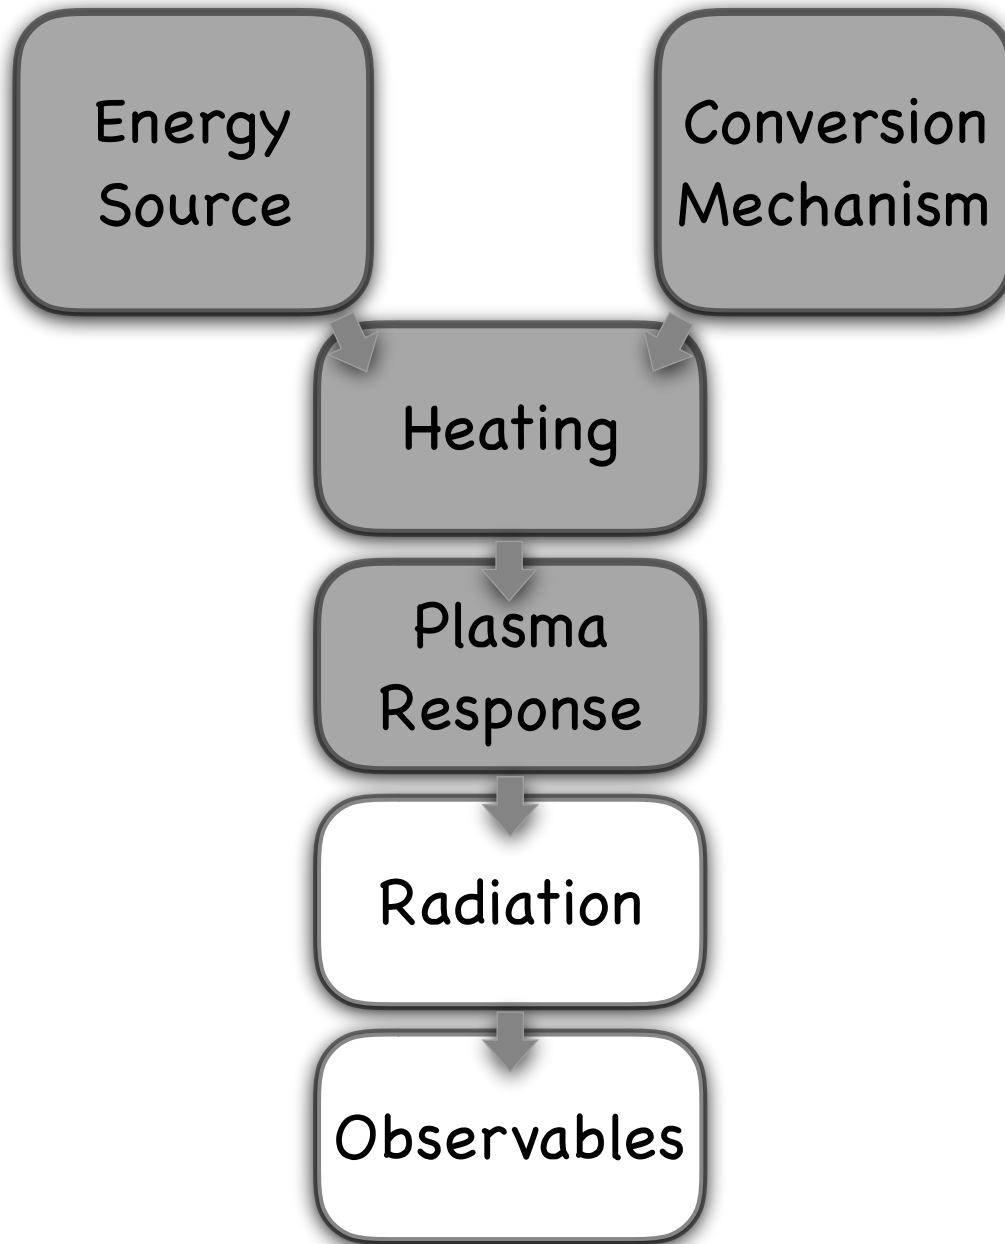 Energy
Source
Conversion
Mechanism
Heating
Plasma
Response
Radiation
Observables